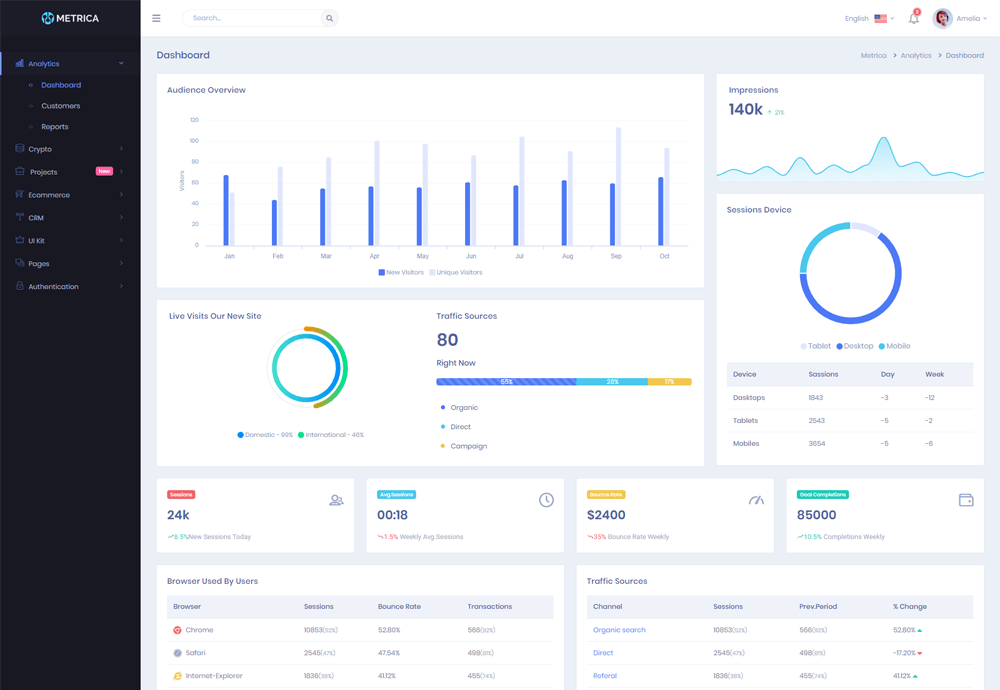 METRICA
Search...
English
2
Amelia
Analytics
Dashboard
Customers
Reports
Crypto
Projects
New
Ecommerce
CRM
UI Kit
Pages
Authentication
Dashboard
Metrica > Analytics > Dashboard
Audience Overview
120
100
80
60
40
20
0
Visitors
Jan Feb Mar Apr May Jun Jul Aug Sep Oct
New Visitors Unique Visitors
Impressions
140k 21%
Sessions Device
Tablet Desktop Mobile
Device Sassions Day Week
Dasktops 1843 -3 -12
Tablets 2543 -5 -2
Mobiles 3654 -5 -6
Live Visits Our New Site
Domestic - 99% International - 46%
Traffic Sources
80
Right Now
55% 28% 17%
Organic
Direct
Campaign
Sessions
24k
8.5%New Sessions Today
Avg.Sessions
00:18
1.5% Weekly Avg.Sessions
Bounce Rate
$2400
35% Bounce Rate Weekly
Goal Completions
85000
10.5% Completions Weekly
Browser Used By Users
Browser Sessions Bounce Rate Transactions
Chrome 10853(52%) 52.80% 566(92%)
Safari 2545(47%) 47.54% 498(81%)
Internet-Explorer 1836(38%) 41.12% 455(74%)
Traffic Sources
Channel Sessions Prev.Period % Change
Organic search 10853(52%) 566(92%) 52.80%
Direct 2545(47%) 498(81%) -17.20%
Referal 1836(38%) 455(74%) 41.12%